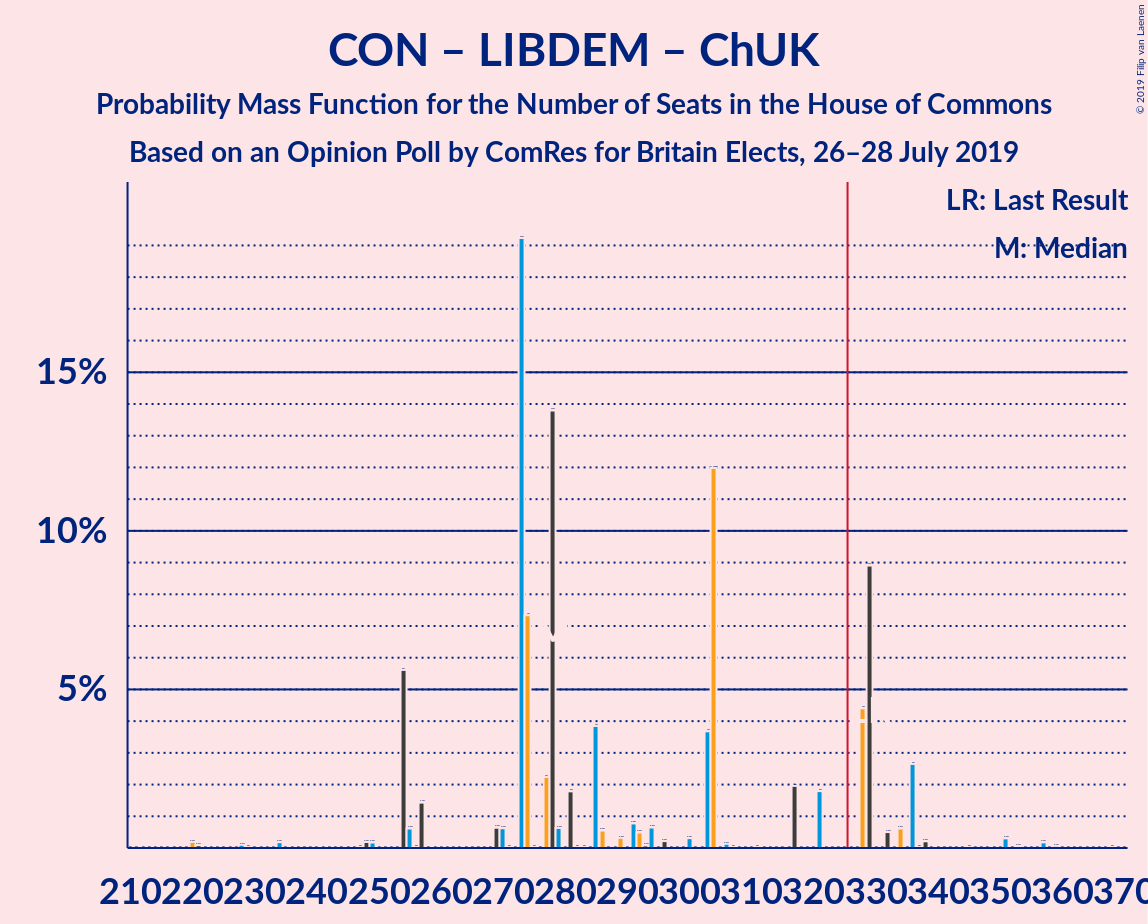 CON – LIBDEM – ChUK
Probability Mass Function for the Number of Seats in the House of Commons
Based on an Opinion Poll by ComRes for Britain Elects, 26–28 July 2019
© 2019 Filip van Laenen
LR: Last Result
M: Median
15%
10%
5%
210220230240250260270280290300310320330340350360370